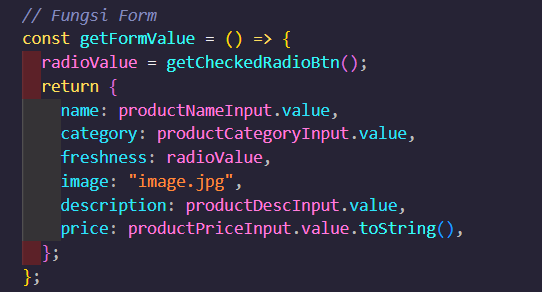 // Fungsi Form
const getFormValue = () => {
radioValue = getCheckedRadioBtn();
return {
name: productNameInput.value,
category: productCategoryInput.value,
freshness: radioValue,
image: "image.jpg",
description: productDescInput.value,
price: productPriceInput.value.toString(),
};
};